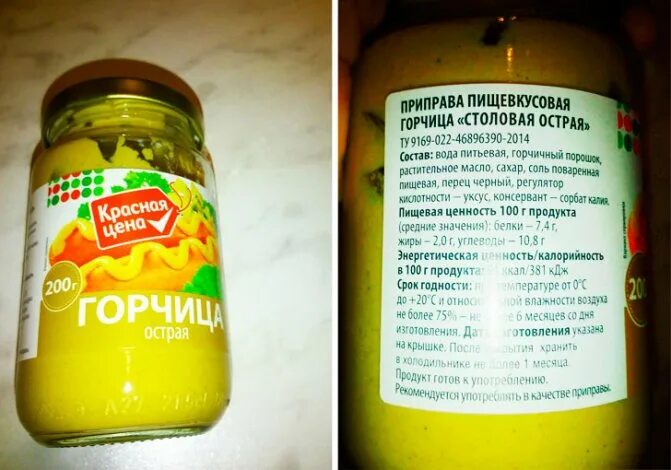 Красная
цена
200г
ГОРЧИЦА
острая
ПРИПРАВА ПИЩЕВКУСОВАЯ
ГОРЧИЦА «СТОЛОВАЯ ОСТРАЯ»
ТУ 9169-022-46896390-2014
Состав: вода питьевая, горчичный порошок,
растительное масло, сахар, соль поваренная
пищевая, перец черный, регулятор
кислотности — уксус, консервант — сорбат калия.
Пищевая ценность 100 г продукта
(средние значения): белки – 7,4 г,
жиры – 2,0 г, углеводы – 10,8 г
Энергетическая ценность/калорийность
в 100 г продукта: ккал/381 кДж
Срок годности: температуре от 0°С
до +20°С и влажности воздуха
не более 75% – 6 месяцев со дня
изготовления. Дата изготовления указана
на крышке. После вскрытия хранить
в холодильнике не более 1 месяца.
Продукт готов к употреблению.
Рекомендуется употреблять в качестве приправы.
200